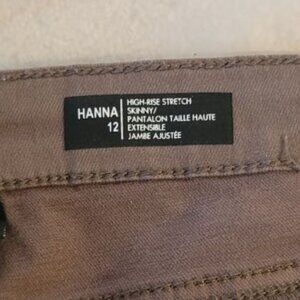 HANNA
12
HIGH-RISE STRETCH
SKINNY/
PANTALON TAILLE HAUTE
EXTENSIBLE
JAMBE AJUSTÉE